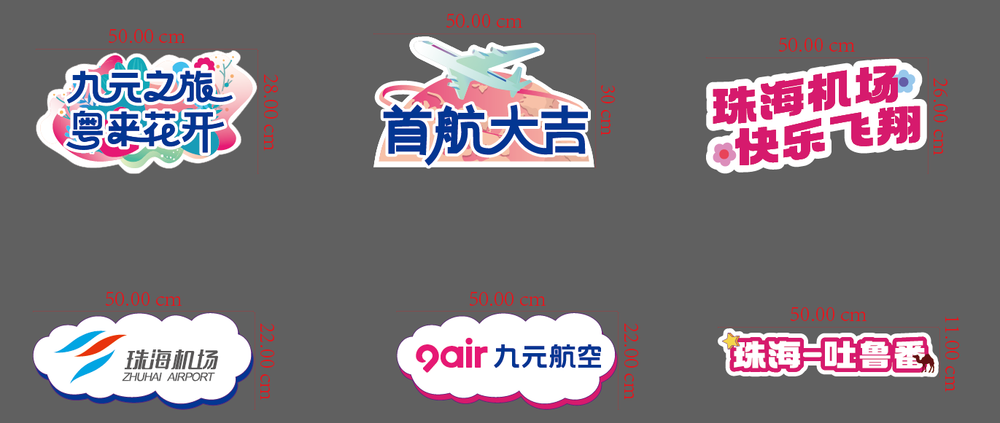 50.00 cm
九元之旅
粤来花开
28.00 cm
50.00 cm
首航大吉
30 cm
50.00 cm
珠海机场
快乐飞翔
26.00 cm
50.00 cm
珠海机场
ZHUHAI AIRPORT
22.00 cm
50.00 cm
9air 九元航空
22.00 cm
50.00 cm
珠海=吐鲁番
11.00 cm